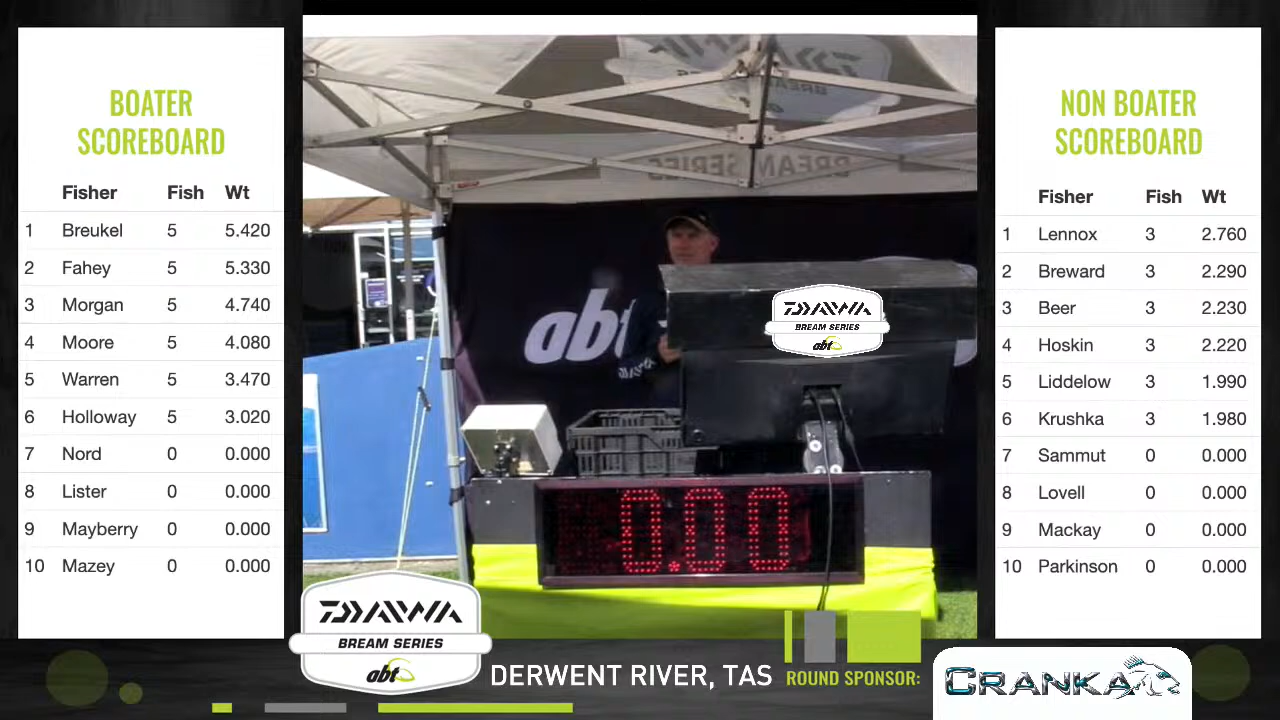 BOATER
SCOREBOARD
Fisher Fish Wt
1 Breukel 5 5.420
2 Fahey 5 5.330
3 Morgan 5 4.740
4 Moore 5 4.080
5 Warren 5 3.470
6 Holloway 5 3.020
7 Nord 0 0.000
8 Lister 0 0.000
9 Mayberry 0 0.000
10 Mazey 0 0.000
BREAM SERIES
abt
DAIWA
BREAM SERIES
abt
0.00
DAIWA
BREAM SERIES
abt
DERWENT RIVER, TAS
ROUND SPONSOR:
CRANKA
NON BOATER
SCOREBOARD
Fisher Fish Wt
1 Lennox 3 2.760
2 Breward 3 2.290
3 Beer 3 2.230
4 Hoskin 3 2.220
5 Liddelow 3 1.990
6 Krushka 3 1.980
7 Sammut 0 0.000
8 Lovell 0 0.000
9 Mackay 0 0.000
10 Parkinson 0 0.000